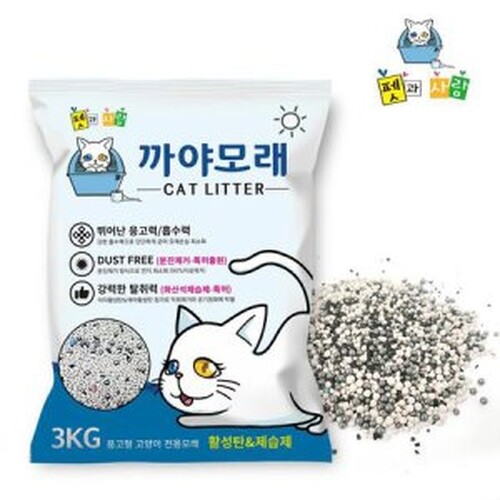 펫과사람
펫과사람
까야모래
CAT LITTER
뛰어난 응고력/흡수력
DUST FREE (분진제거-특허출원)
강력한 탈취력 (화산석제습제-특허)
3KG
응고형 고양이 전용모래
활성탄&제습제